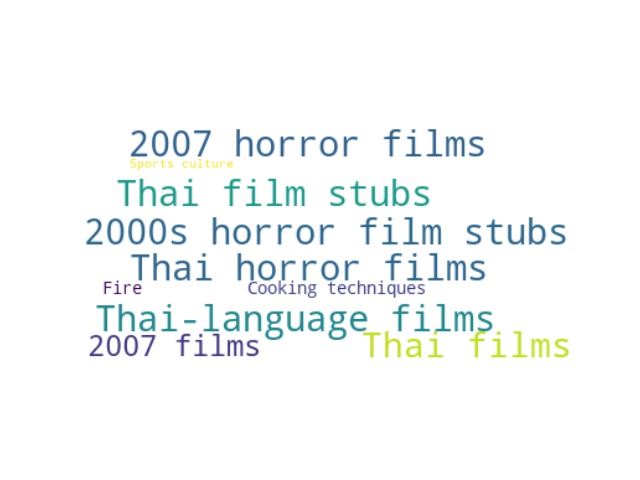 2007 horror films
Sports culture
Thai film stubs
2000s horror film stubs
Thai horror films
Fire
Cooking techniques
Thai-language films
2007 films
Thai films